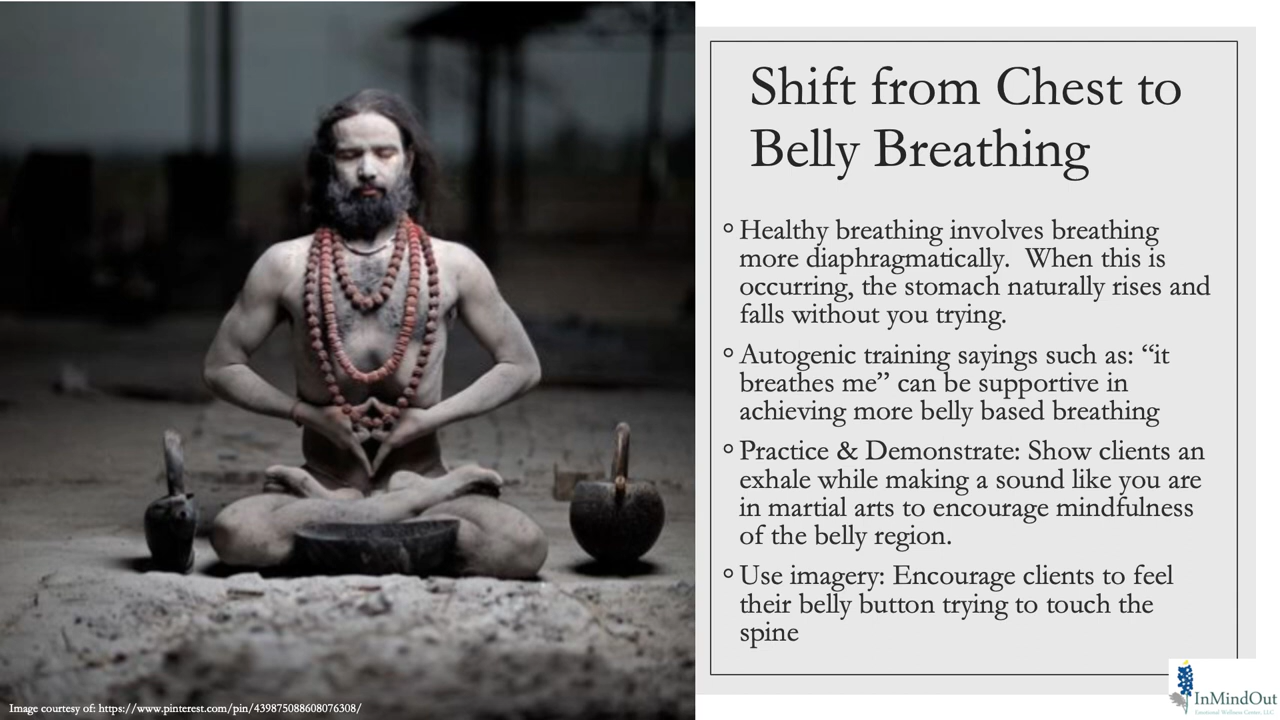 Shift from Chest to
Belly Breathing
Healthy breathing involves breathing
more diaphragmatically.  When this is
occurring, the stomach naturally rises and
falls without you trying.
Autogenic training sayings such as: “it
breathes me” can be supportive in
achieving more belly based breathing
Practice & Demonstrate: Show clients an
exhale while making a sound like you are
in martial arts to encourage mindfulness
of the belly region.
Use imagery: Encourage clients to feel
their belly button trying to touch the
spine
Image courtesy of: https://www.pinterest.com/pin/439875088608076308/
InMindOut
Emotional Wellness Center, LLC.